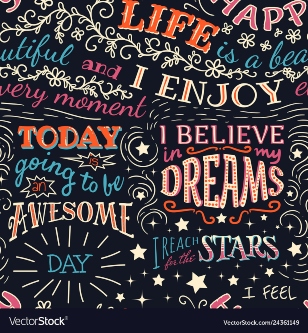 HAPP
LIFE
is a bea
utiful and I ENJOY
every moment
TODAY
is
going to be
an
AWESOME
DAY
I BELIEVE
in my
DREAMS
I REACH
for the STARS
I FEEL
VectorStock®
VectorStock.com/24361149